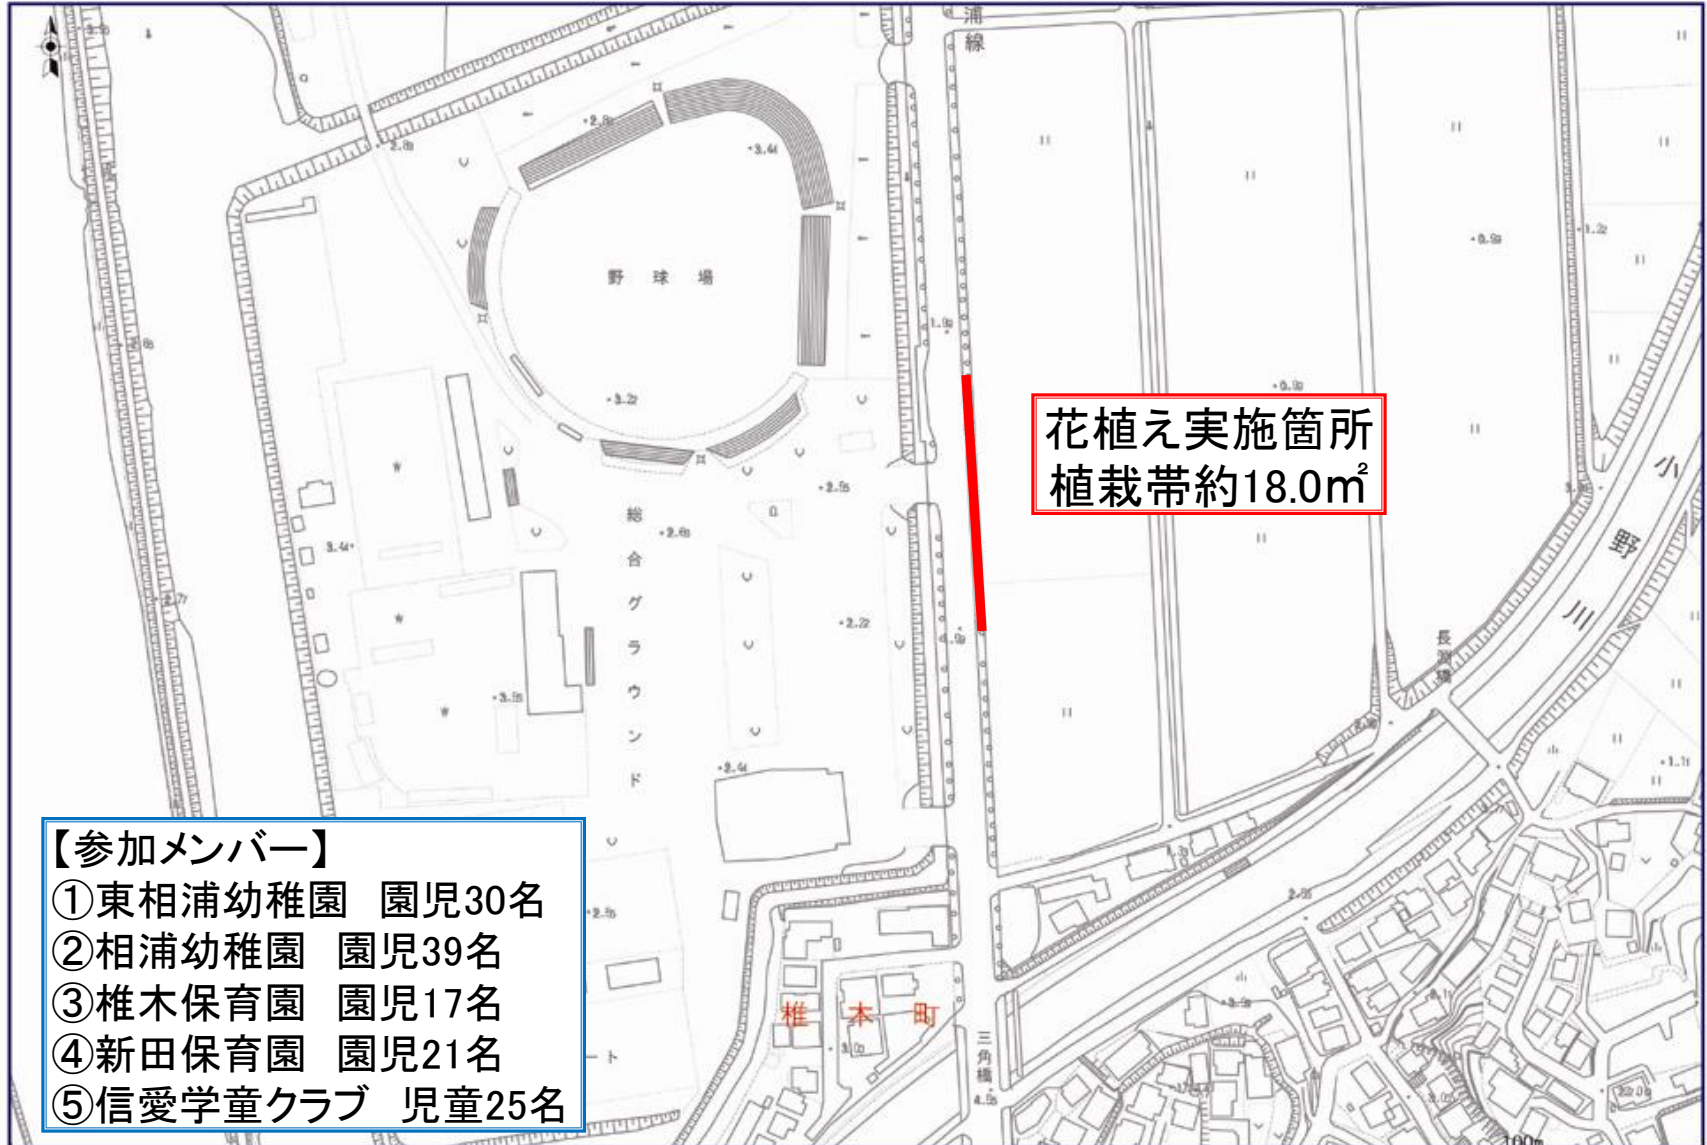 浦線
野球場
花植え実施箇所
植栽帯約18.0㎡
総合グラウンド
小野川
長淵橋
【参加メンバー】
①東相浦幼稚園 園児30名
②相浦幼稚園 園児39名
③椎木保育園 園児17名
④新田保育園 園児21名
⑤信愛学童クラブ 児童25名
ート
椎本町
三角橋
100m